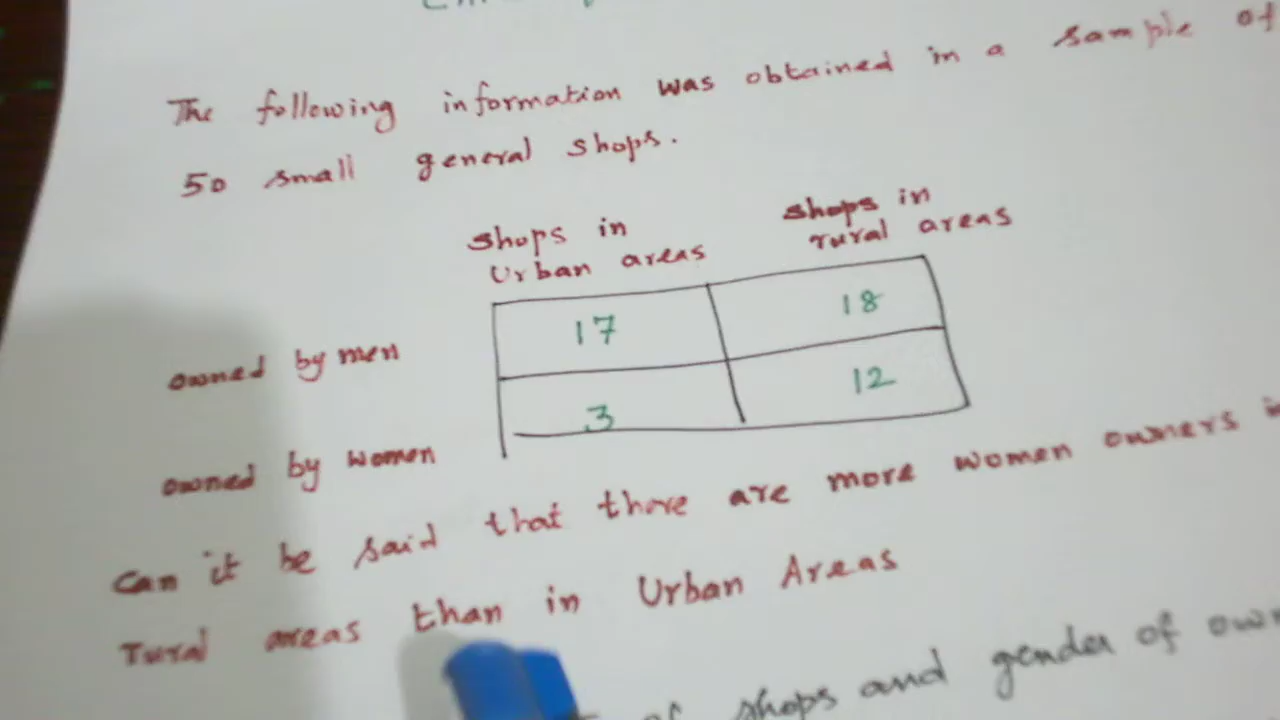 The following information was obtained in a sample of
50 small general shops.
shops in shops in
Urban areas rural areas
owned by men 17 18
owned by women 3 12
Can it be said that there are more women owners in
rural areas than in Urban Areas
of shops and gender of